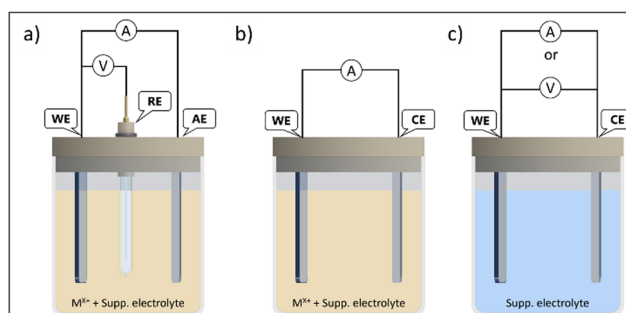 a)
A
V
RE
WE
AE
Mˣ⁺ + Supp. electrolyte
b)
A
WE
CE
Mˣ⁺ + Supp. electrolyte
c)
A
or
V
WE
CE
Supp. electrolyte